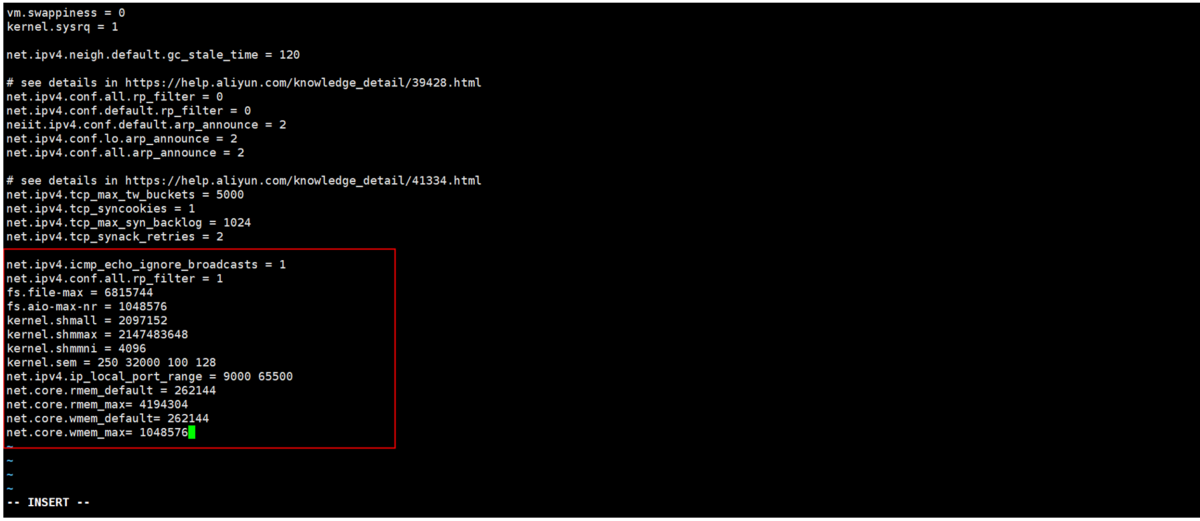 vm.swappiness = 0
kernel.sysrq = 1
net.ipv4.neigh.default.gc_stale_time = 120
# see details in https://help.aliyun.com/knowledge_detail/39428.html
net.ipv4.conf.all.rp_filter = 0
net.ipv4.conf.default.rp_filter = 0
neiit.ipv4.conf.default.arp_announce = 2
net.ipv4.conf.lo.arp_announce = 2
net.ipv4.conf.all.arp_announce = 2
# see details in https://help.aliyun.com/knowledge_detail/41334.html
net.ipv4.tcp_max_tw_buckets = 5000
net.ipv4.tcp_syncookies = 1
net.ipv4.tcp_max_syn_backlog = 1024
net.ipv4.tcp_synack_retries = 2
net.ipv4.icmp_echo_ignore_broadcasts = 1
net.ipv4.conf.all.rp_filter = 1
fs.file-max = 6815744
fs.aio-max-nr = 1048576
kernel.shmall = 2097152
kernel.shmmax = 2147483648
kernel.shmmni = 4096
kernel.sem = 250 32000 100 128
net.ipv4.ip_local_port_range = 9000 65500
net.core.rmem_default = 262144
net.core.rmem_max= 4194304
net.core.wmem_default= 262144
net.core.wmem_max= 1048576
~
~
~
~
-- INSERT --